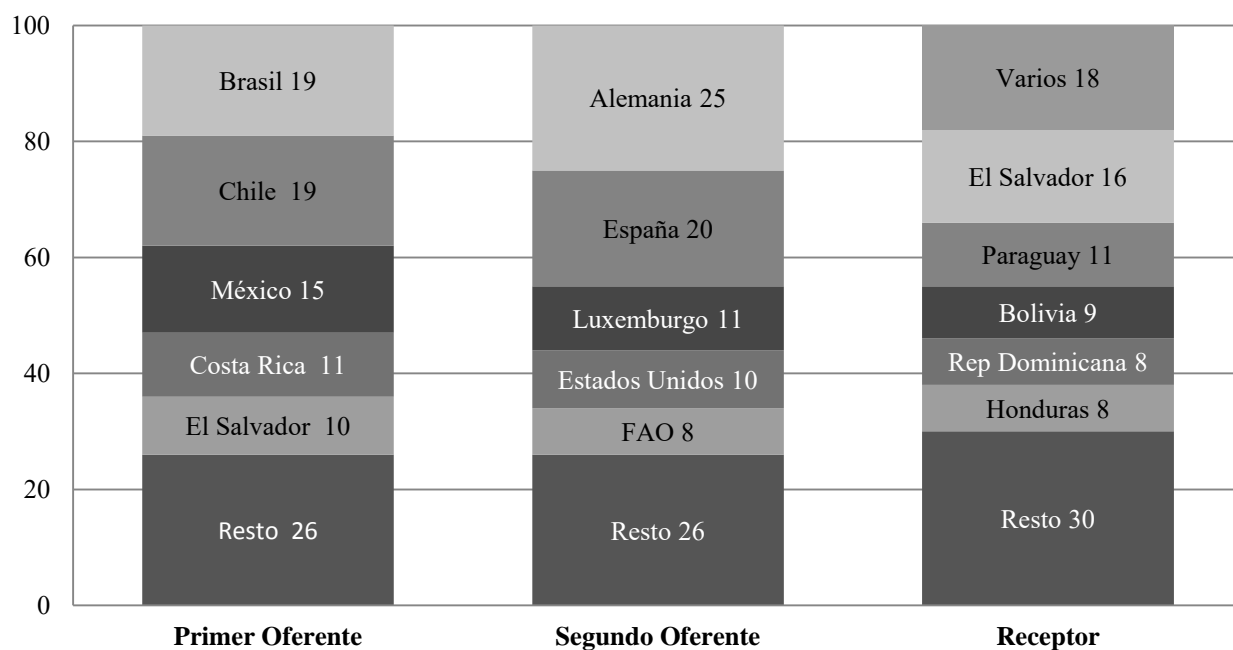 100
80
60
40
20
0
Brasil 19
Chile 19
México 15
Costa Rica 11
El Salvador 10
Resto 26
Primer Oferente
Alemania 25
España 20
Luxemburgo 11
Estados Unidos 10
FAO 8
Resto 26
Segundo Oferente
Varios 18
El Salvador 16
Paraguay 11
Bolivia 9
Rep Dominicana 8
Honduras 8
Resto 30
Receptor